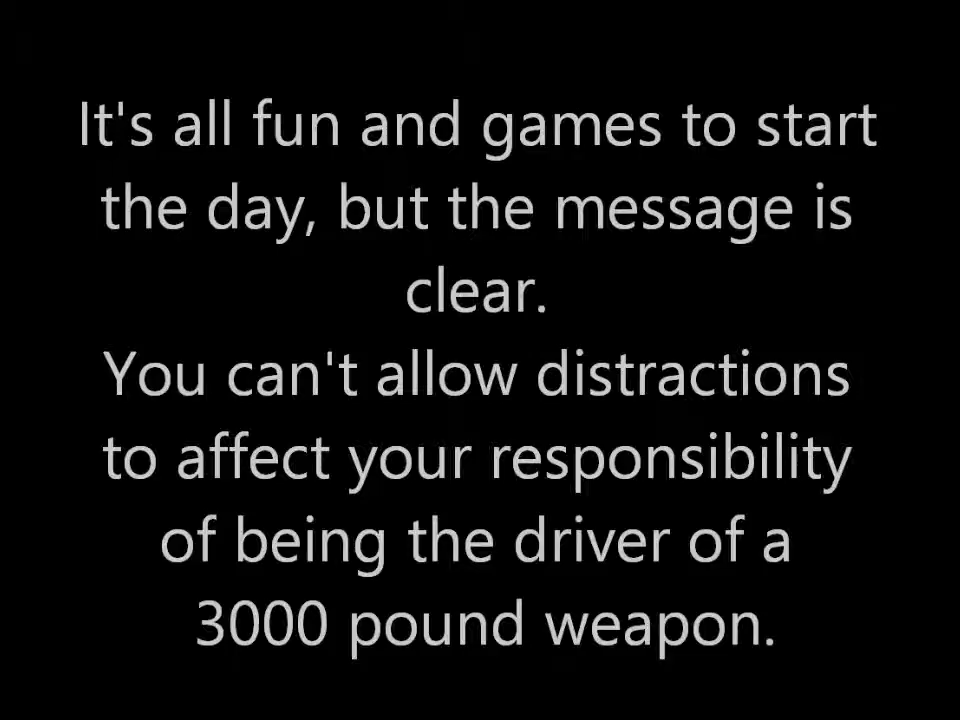 It's all fun and games to start
the day, but the message is
clear.
You can't allow distractions
to affect your responsibility
of being the driver of a
3000 pound weapon.